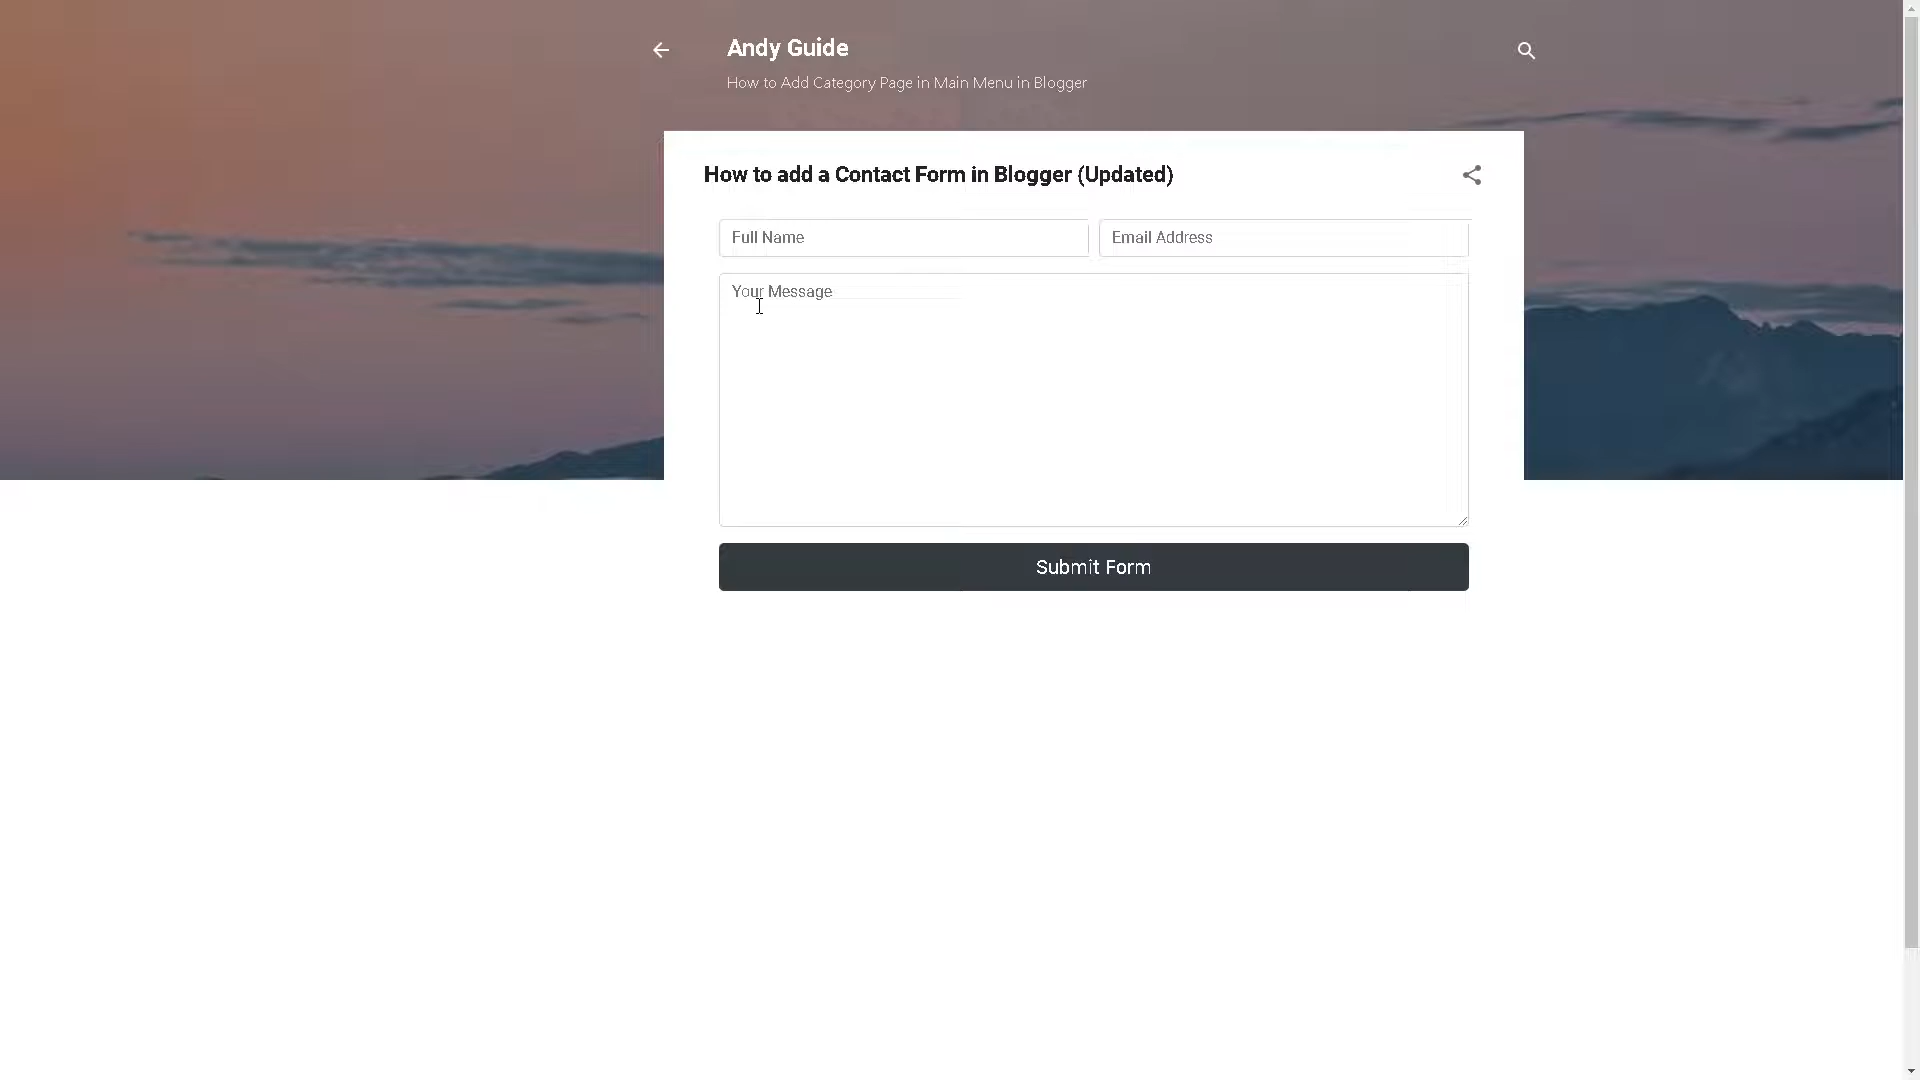 Andy Guide
How to Add Category Page in Main Menu in Blogger
How to add a Contact Form in Blogger (Updated)
Full Name
Email Address
Your Message
Submit Form